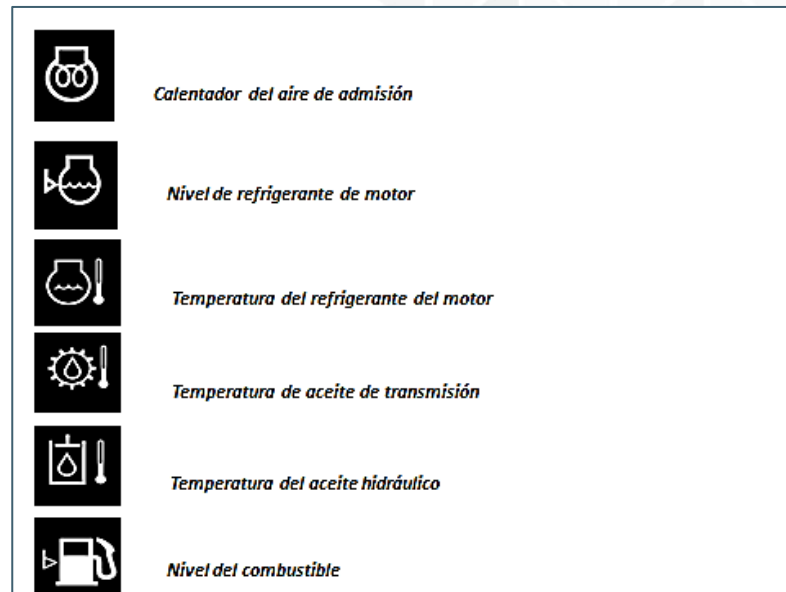 Calentador del aire de admisión
Nivel de refrigerante de motor
Temperatura del refrigerante del motor
Temperatura de aceite de transmisión
Temperatura del aceite hidráulico
Nivel del combustible